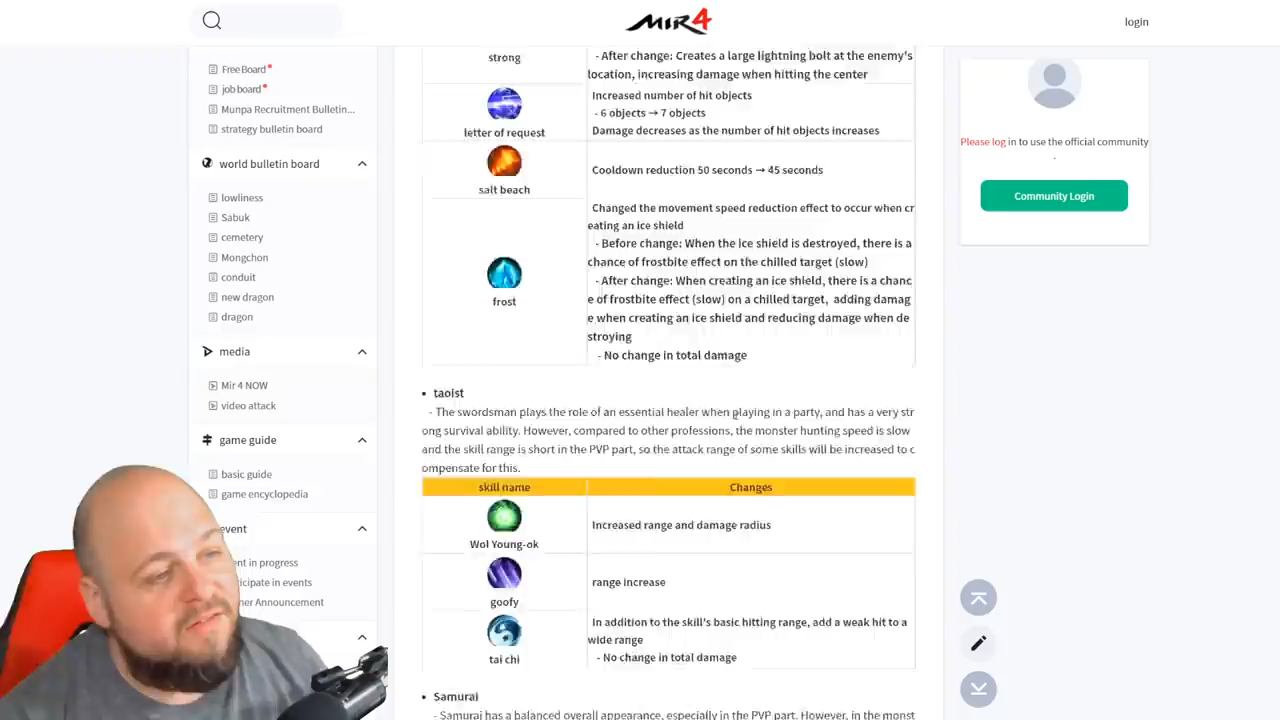 MIR4
login
Free Board
job board
Munpa Recruitment Bulletin...
strategy bulletin board
world bulletin board
lowliness
Sabuk
cemetery
Mongchon
conduit
new dragon
dragon
media
Mir 4 NOW
video attack
game guide
basic guide
game encyclopedia
event
ent in progress
ticipate in events
ner Announcement
strong
- After change: Creates a large lightning bolt at the enemy's
location, increasing damage when hitting the center
letter of request
Increased number of hit objects
- 6 objects → 7 objects
Damage decreases as the number of hit objects increases
salt beach
Cooldown reduction 50 seconds → 45 seconds
frost
Changed the movement speed reduction effect to occur when cr
eating an ice shield
- Before change: When the ice shield is destroyed, there is a
chance of frostbite effect on the chilled target (slow)
- After change: When creating an ice shield, there is a chanc
e of frostbite effect (slow) on a chilled target, adding damag
e when creating an ice shield and reducing damage when de
stroying
- No change in total damage
• taoist
- The swordsman plays the role of an essential healer when playing in a party, and has a very str
ong survival ability. However, compared to other professions, the monster hunting speed is slow
and the skill range is short in the PVP part, so the attack range of some skills will be increased to c
ompensate for this.
skill name
Changes
Wol Young-ok
Increased range and damage radius
goofy
range increase
tai chi
In addition to the skill's basic hitting range, add a weak hit to a
wide range
- No change in total damage
• Samurai
- Samurai has a balanced overall appearance, especially in the PVP part. However, in the monst
Please log in to use the official community
.
Community Login